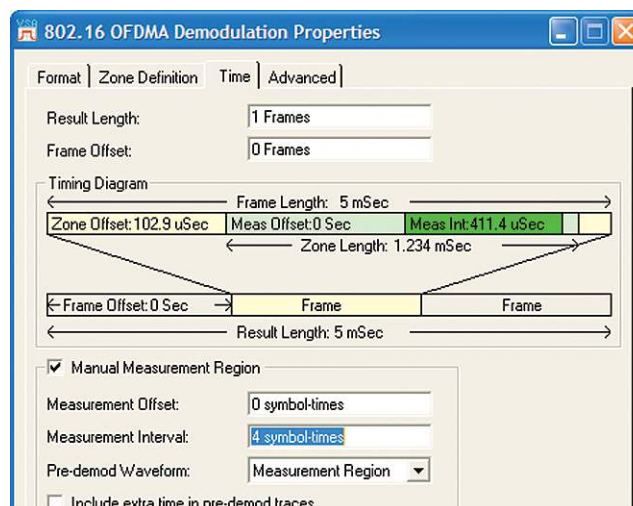 VSA
802.16 OFDMA Demodulation Properties
Format Zone Definition Time Advanced
Result Length: 1 Frames
Frame Offset: 0 Frames
Timing Diagram
Frame Length: 5 mSec
Zone Offset:102.9 uSec Meas Offset:0 Sec Meas Int:411.4 uSec
Zone Length: 1.234 mSec
Frame Offset:0 Sec Frame Frame
Result Length: 5 mSec
Manual Measurement Region
Measurement Offset: 0 symbol-times
Measurement Interval: 4 symbol-times
Pre-demod Waveform: Measurement Region
Include extra time in pre-demod traces